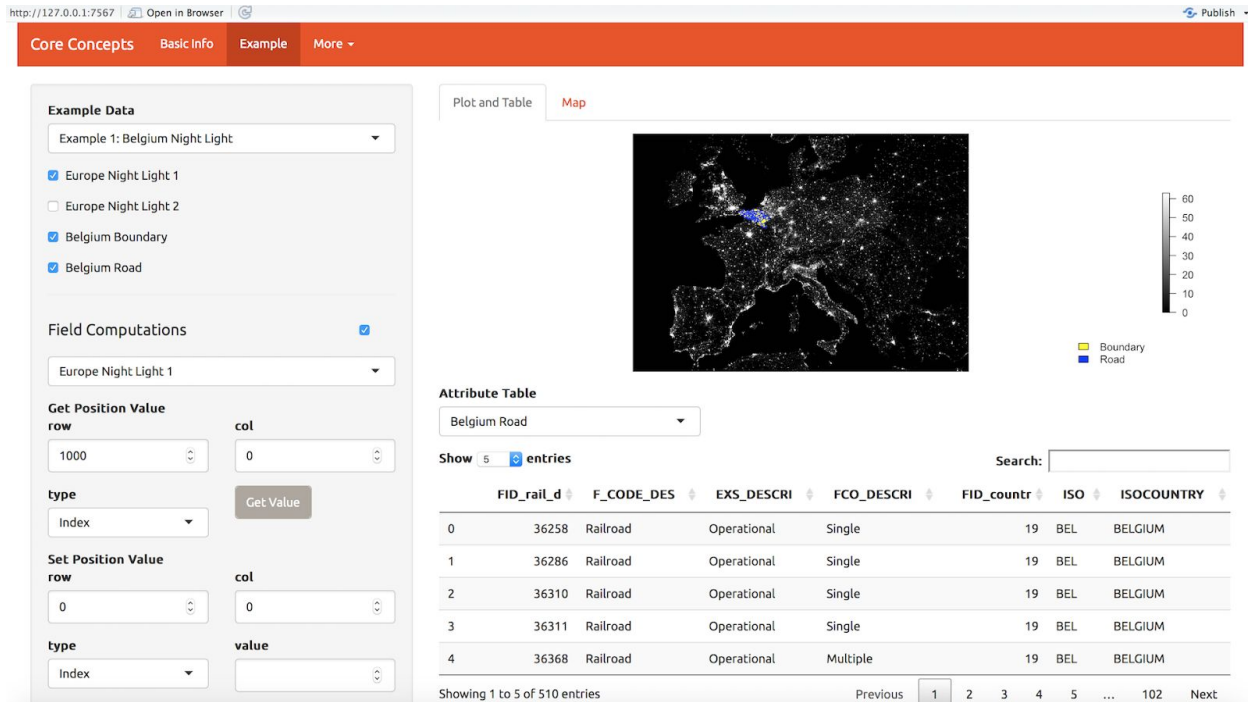 http://127.0.0.1:7567 Open in Browser Publish
Core Concepts Basic Info Example More
Example Data
Example 1: Belgium Night Light
Europe Night Light 1
Europe Night Light 2
Belgium Boundary
Belgium Road
Field Computations
Europe Night Light 1
Get Position Value
row col
1000 0
type Get Value
Index
Set Position Value
row col
0 0
type value
Index
Plot and Table Map
60
50
40
30
20
10
0
Boundary
Road
Attribute Table
Belgium Road
Show 5 entries Search:
FID_rail_d F_CODE_DES EXS_DESCRI FCO_DESCRI FID_countr ISO ISOCOUNTRY
0 36258 Railroad Operational Single 19 BEL BELGIUM
1 36286 Railroad Operational Single 19 BEL BELGIUM
2 36310 Railroad Operational Single 19 BEL BELGIUM
3 36311 Railroad Operational Single 19 BEL BELGIUM
4 36368 Railroad Operational Multiple 19 BEL BELGIUM
Showing 1 to 5 of 510 entries Previous 1 2 3 4 5 ... 102 Next